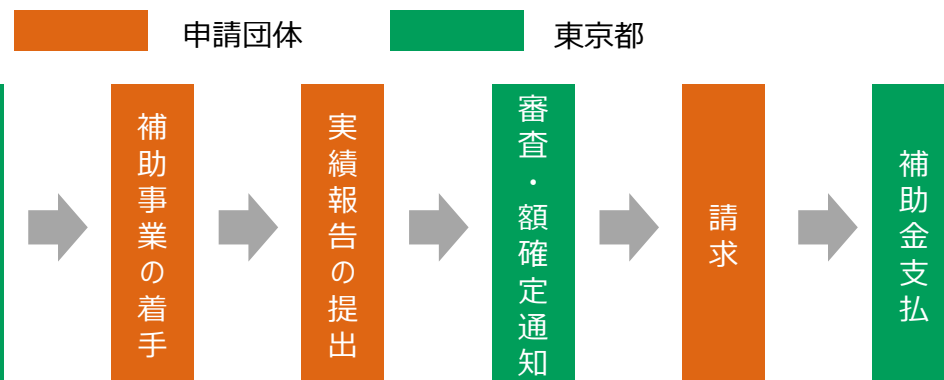 申請団体
東京都
補助事業の着手
実績報告の提出
審査・額確定通知
請求
補助金支払